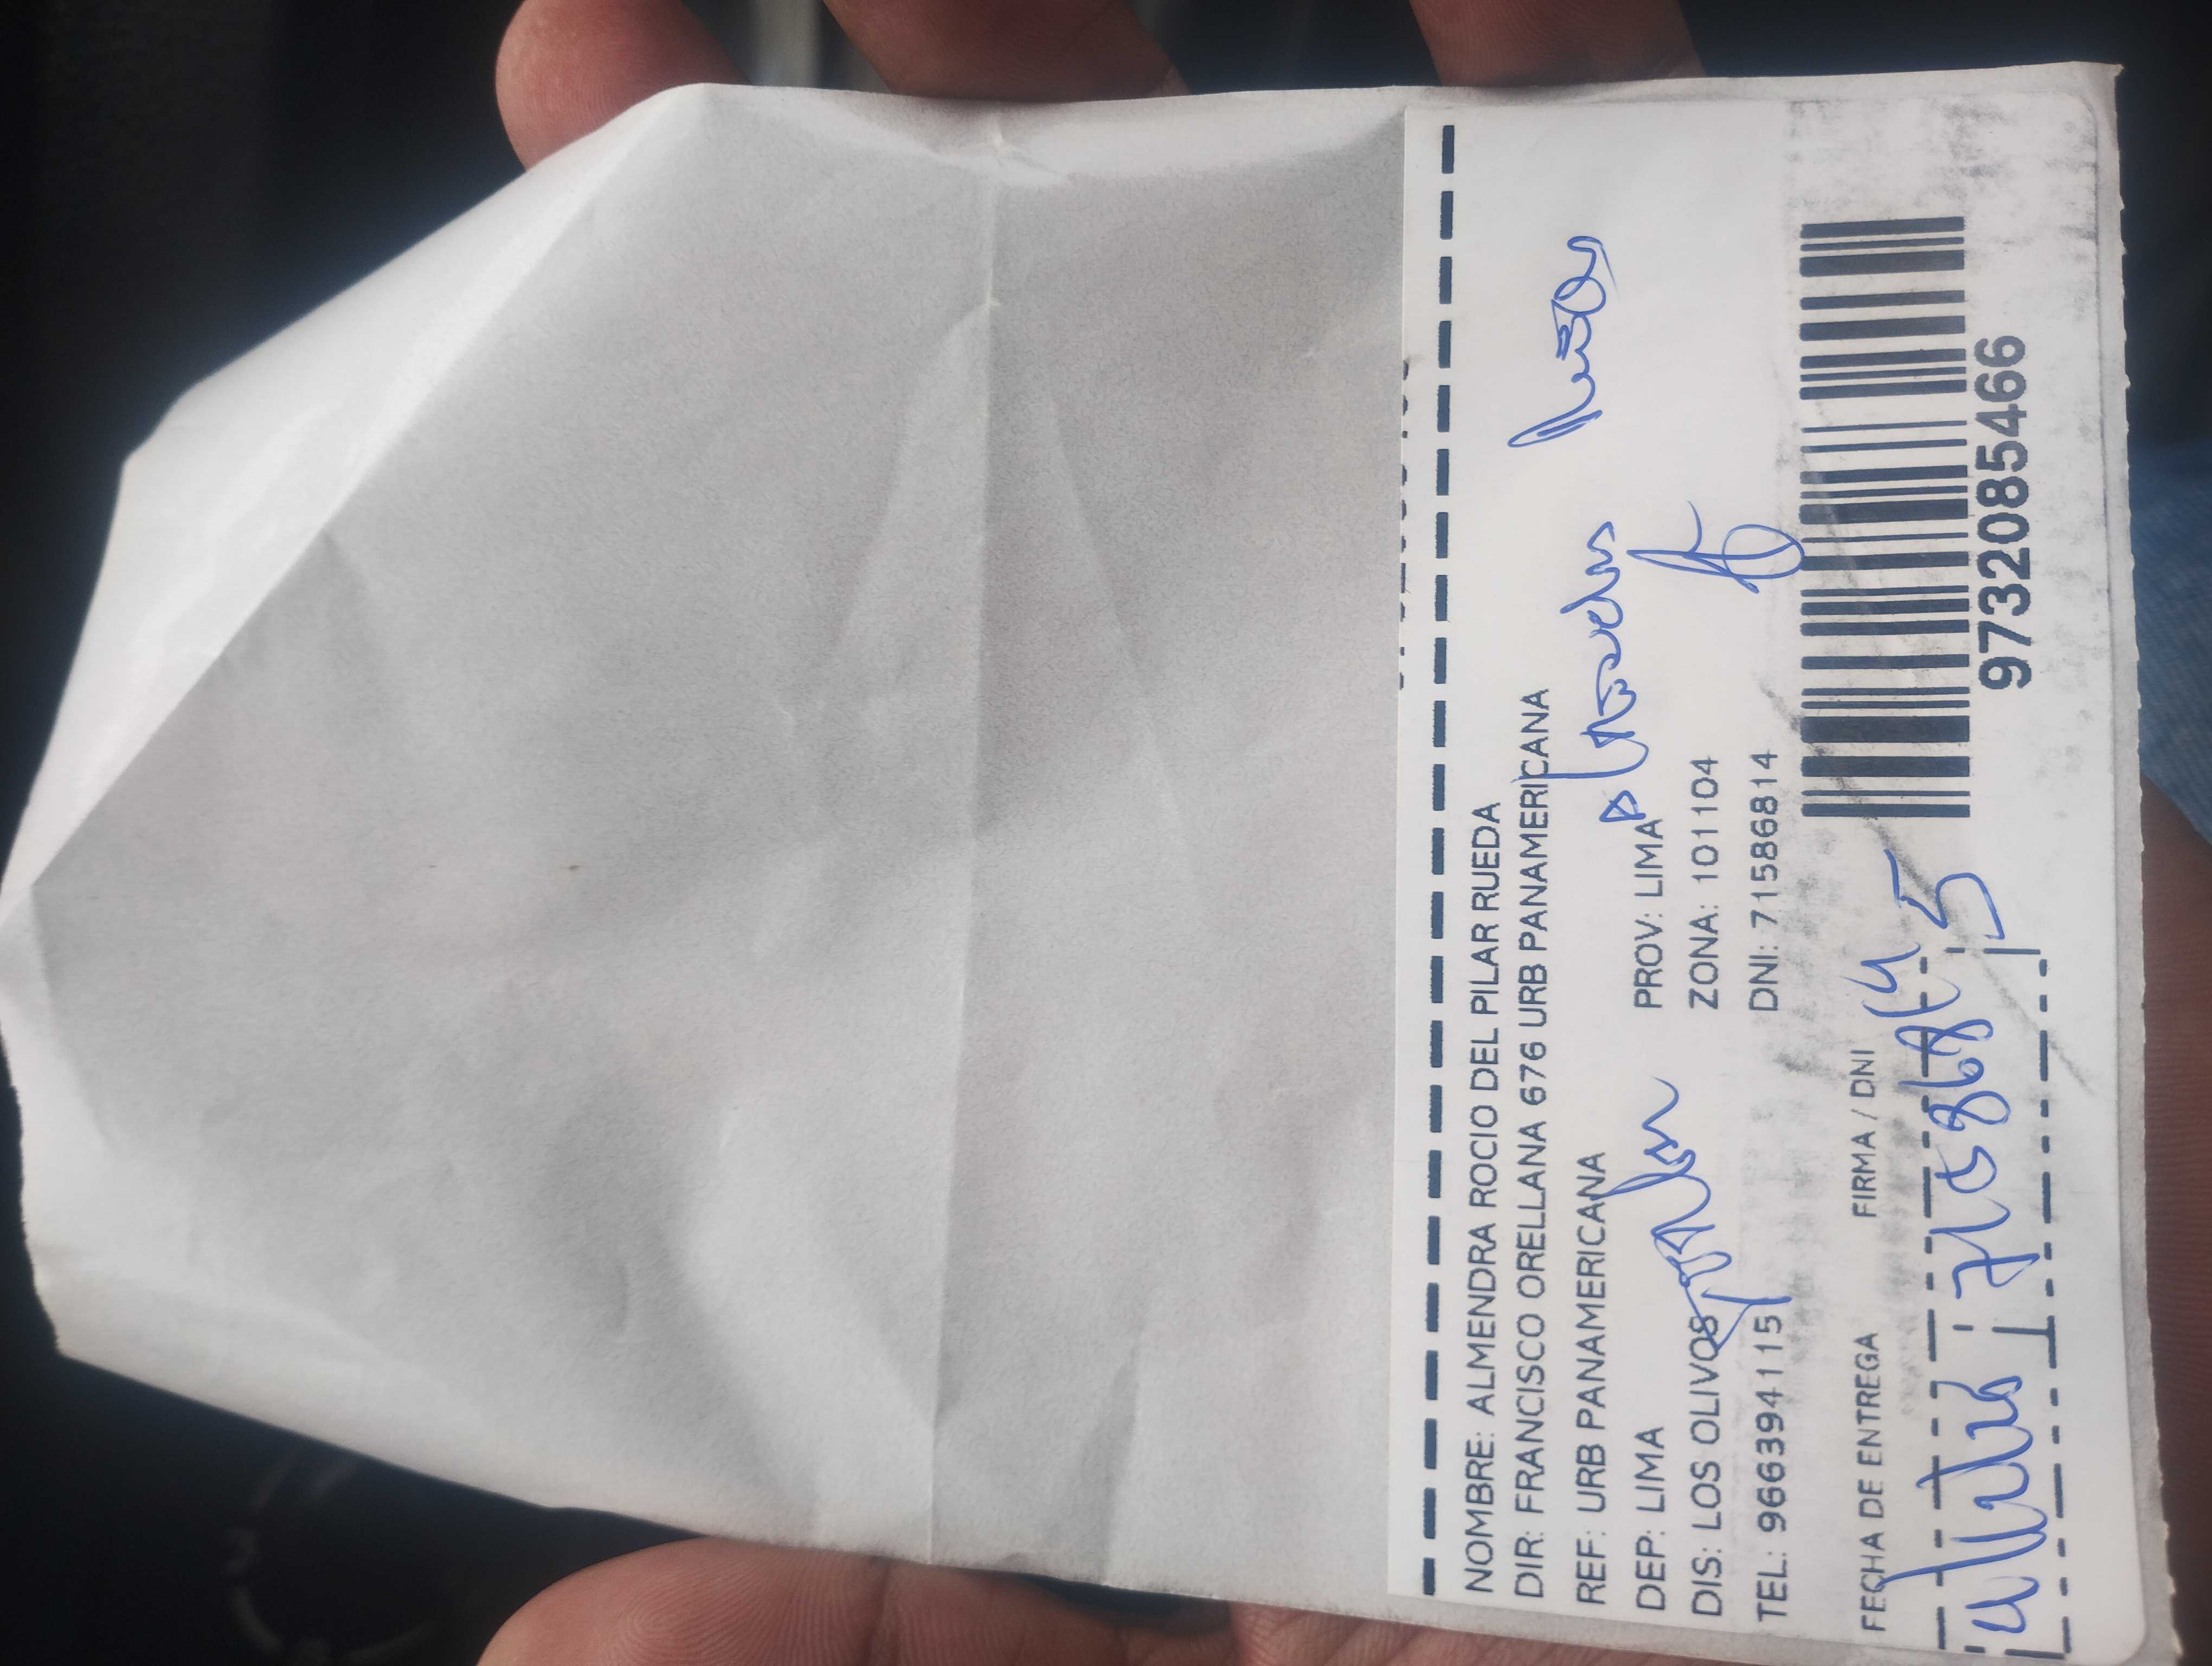 NOMBRE: ALMENDRA ROCIO DEL PILAR RUEDA
DIR: FRANCISCO ORELLANA 676 URB PANAMERICANA
REF: URB PANAMERICANA
DEP: LIMA PROV: LIMA
DIS: LOS OLIVOS ZONA: 101104
TEL: 966394115 DNI: 71586814
9732085466
FECHA DE ENTREGA FIRMA / DNI
71586814